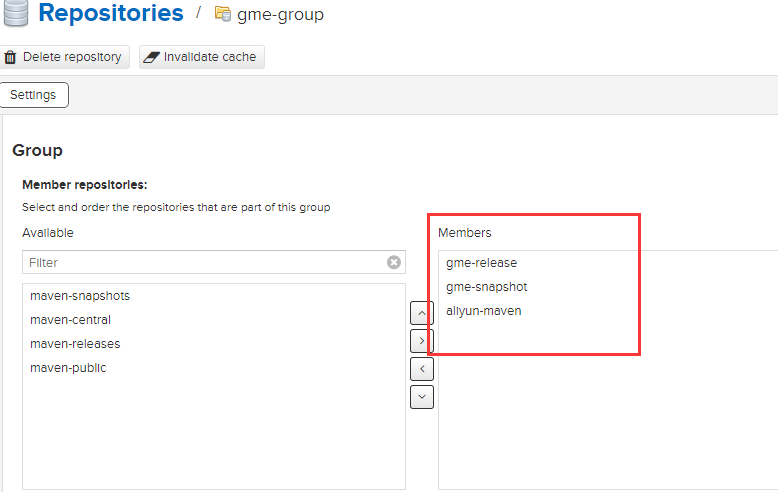 Repositories / gme-group
Delete repository Invalidate cache
Settings
Group
Member repositories:
Select and order the repositories that are part of this group
Available
Filter
maven-snapshots
maven-central
maven-releases
maven-public
Members
gme-release
gme-snapshot
aliyun-maven